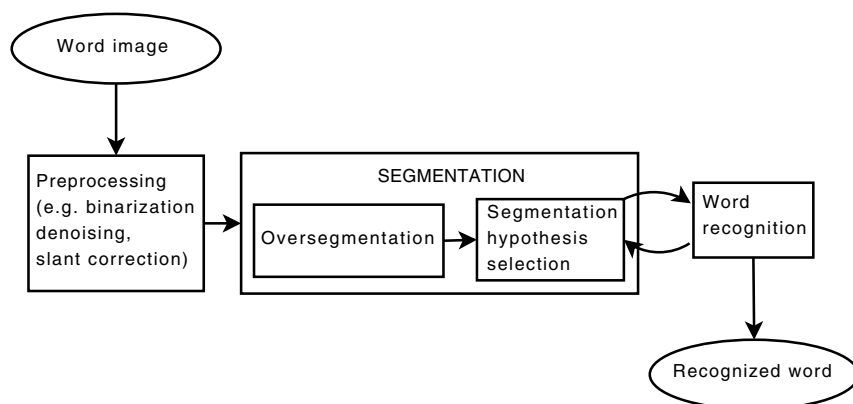 Word image
Preprocessing
(e.g. binarization
denoising,
slant correction)
SEGMENTATION
Oversegmentation
Segmentation
hypothesis
selection
Word
recognition
Recognized word